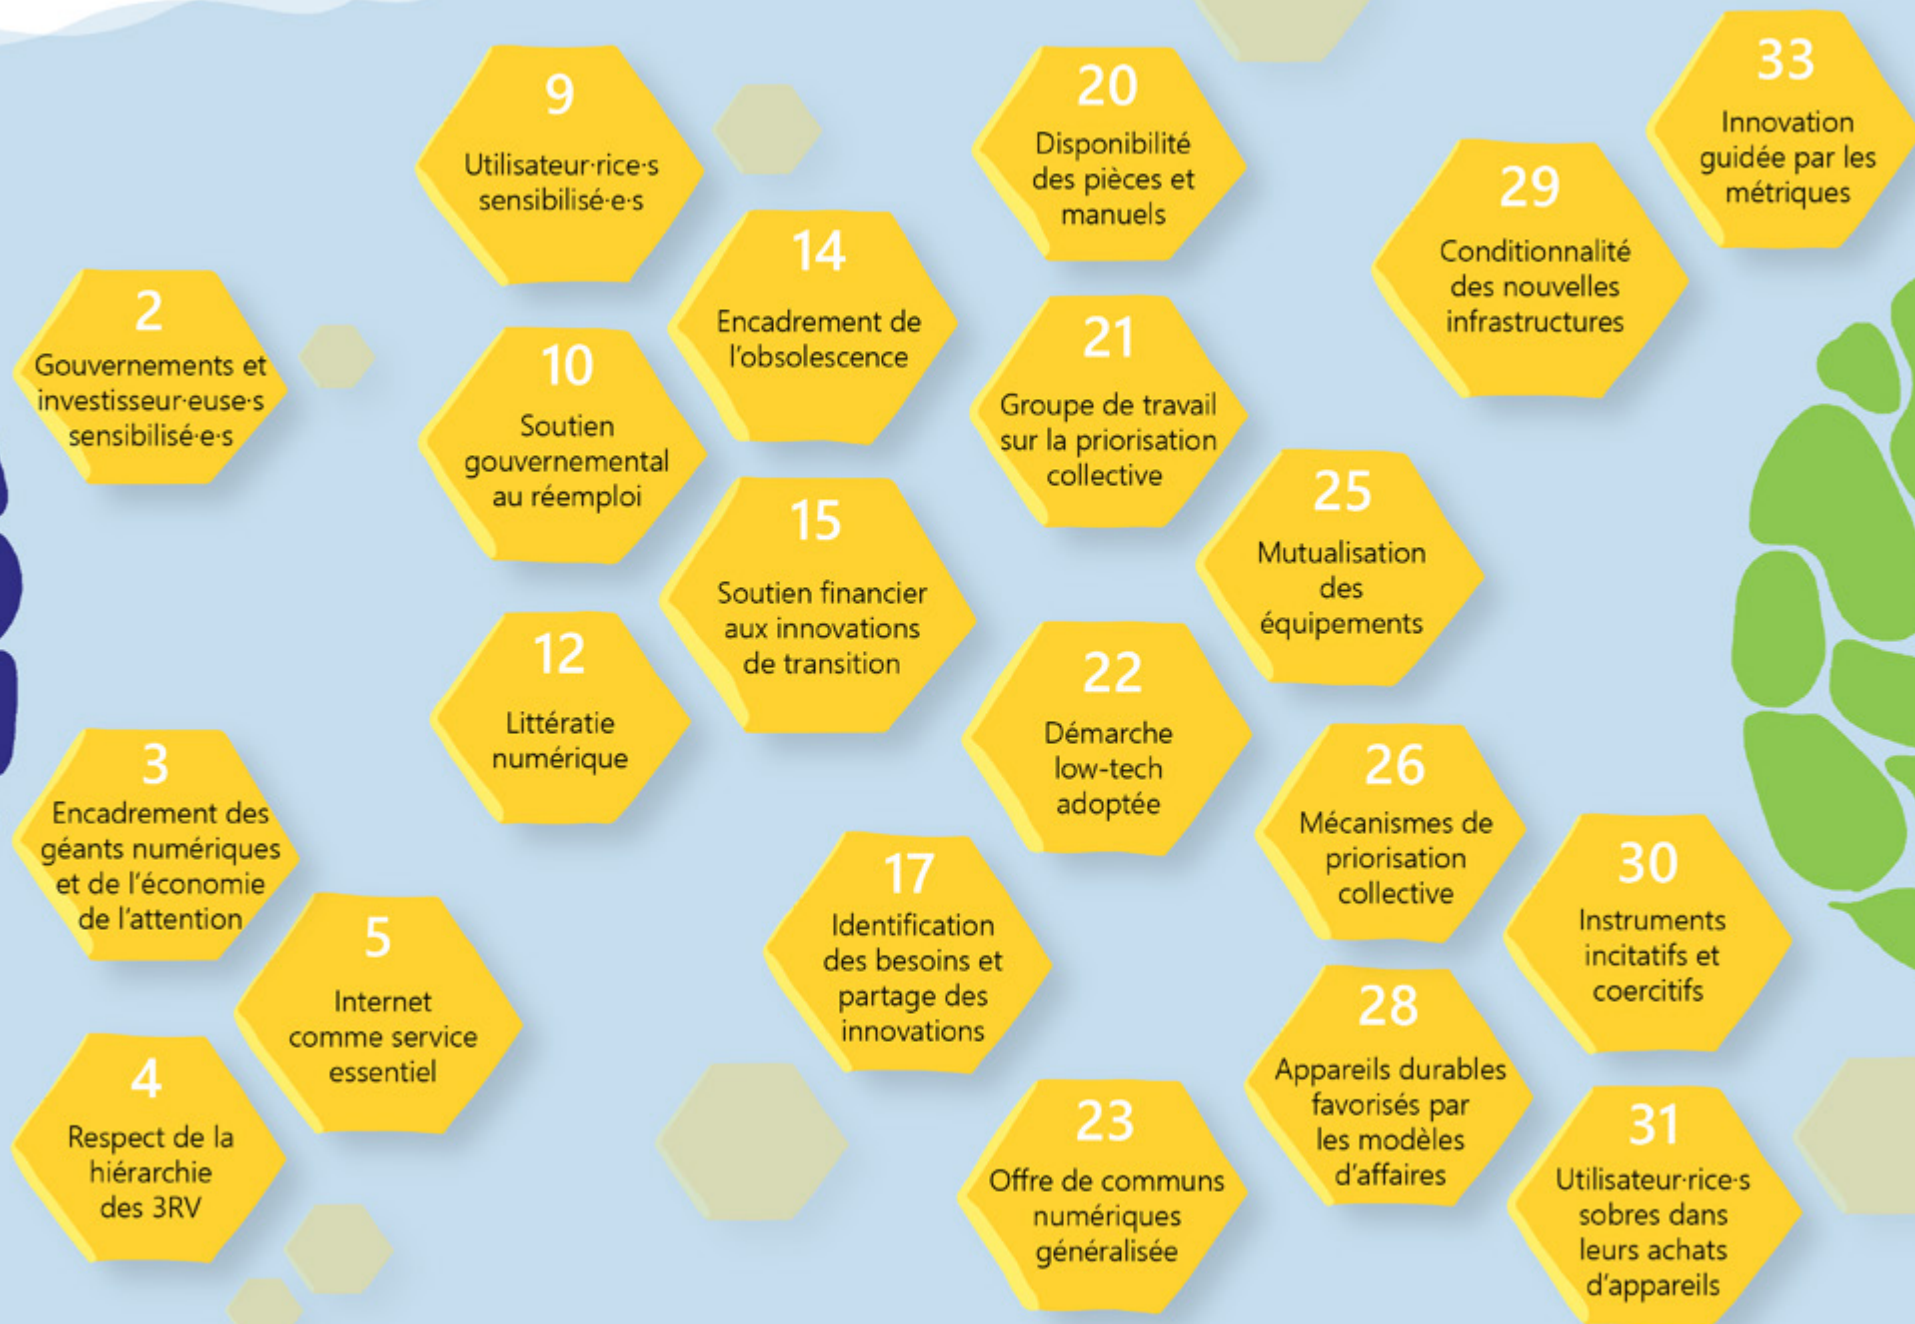 2
Gouvernements et
investisseur·euse·s
sensibilisé·e·s
3
Encadrement des
géants numériques
et de l'économie
de l'attention
4
Respect de la
hiérarchie
des 3RV
5
Internet
comme service
essentiel
9
Utilisateur·rice·s
sensibilisé·e·s
10
Soutien
gouvernemental
au réemploi
12
Littératie
numérique
14
Encadrement de
l'obsolescence
15
Soutien financier
aux innovations
de transition
17
Identification
des besoins et
partage des
innovations
20
Disponibilité
des pièces et
manuels
21
Groupe de travail
sur la priorisation
collective
22
Démarche
low-tech
adoptée
23
Offre de communs
numériques
généralisée
25
Mutualisation
des
équipements
26
Mécanismes de
priorisation
collective
28
Appareils durables
favorisés par
les modèles
d'affaires
29
Conditionnalité
des nouvelles
infrastructures
30
Instruments
incitatifs et
coercitifs
31
Utilisateur·rice·s
sobres dans
leurs achats
d'appareils
33
Innovation
guidée par les
métriques